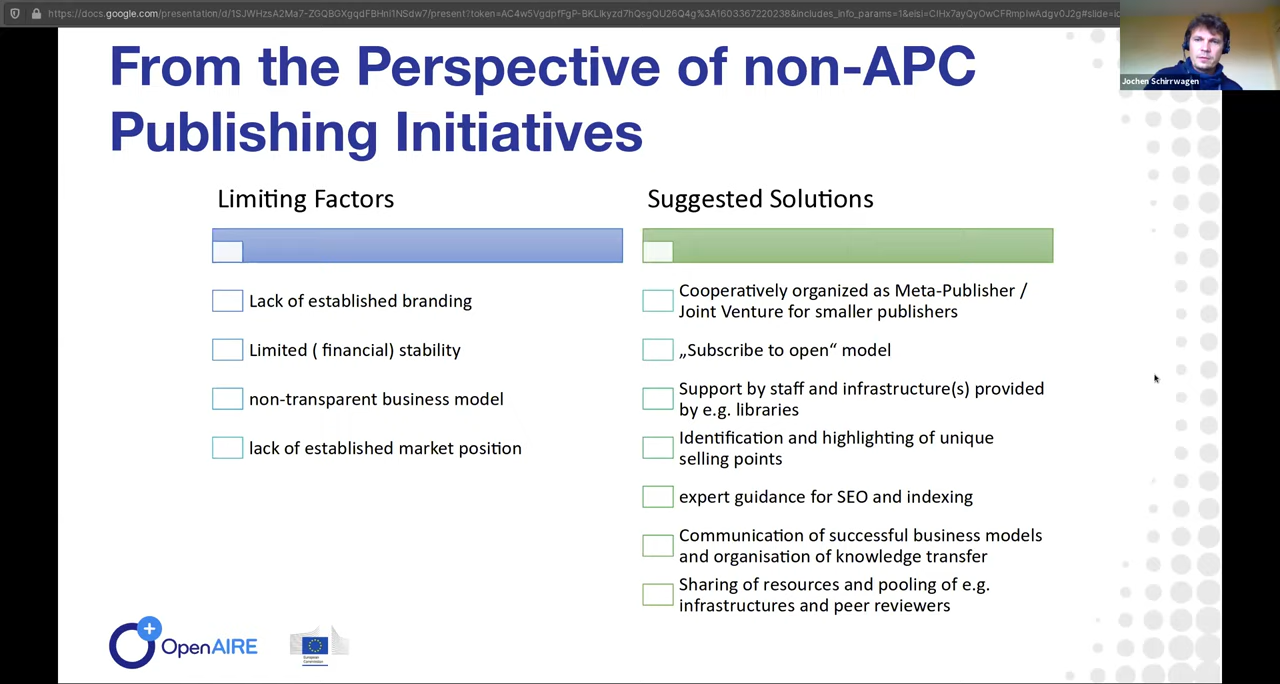 From the Perspective of non-APC
Publishing Initiatives
Jochen Schirrwagen
Limiting Factors
Lack of established branding
Limited ( financial) stability
non-transparent business model
lack of established market position
Suggested Solutions
Cooperatively organized as Meta-Publisher /
Joint Venture for smaller publishers
„Subscribe to open“ model
Support by staff and infrastructure(s) provided
by e.g. libraries
Identification and highlighting of unique
selling points
expert guidance for SEO and indexing
Communication of successful business models
and organisation of knowledge transfer
Sharing of resources and pooling of e.g.
infrastructures and peer reviewers
OpenAIRE
European
Commission